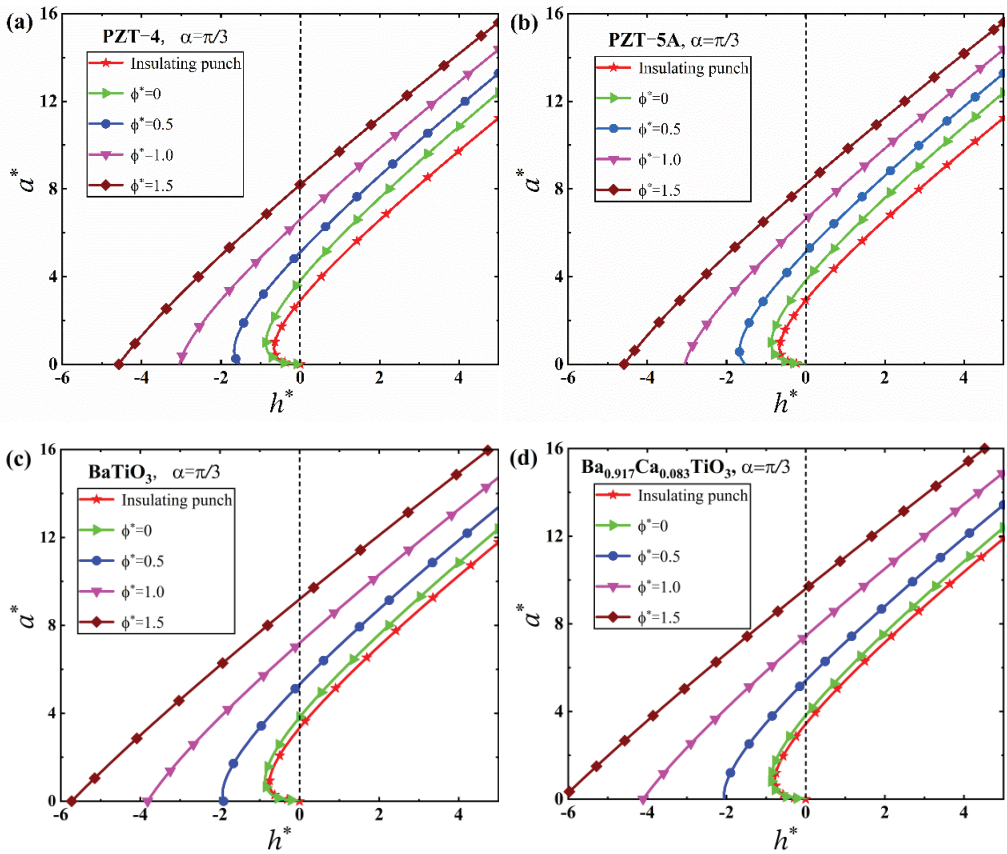 (a)
PZT−4, α=π/3
Insulating punch
ϕ*=0
ϕ*=0.5
ϕ*=1.0
ϕ*=1.5
16
12
8
4
0
a*
-6 -4 -2 0 2 4
h*
(b)
PZT−5A, α=π/3
Insulating punch
ϕ*=0
ϕ*=0.5
ϕ*=1.0
ϕ*=1.5
16
12
8
4
0
a*
-6 -4 -2 0 2 4
h*
(c)
BaTiO₃, α=π/3
Insulating punch
ϕ*=0
ϕ*=0.5
ϕ*=1.0
ϕ*=1.5
16
12
8
4
0
a*
-6 -4 -2 0 2 4
h*
(d)
Ba₀.₉₁₇Ca₀.₀₈₃TiO₃, α=π/3
Insulating punch
ϕ*=0
ϕ*=0.5
ϕ*=1.0
ϕ*=1.5
16
12
8
4
0
a*
-6 -4 -2 0 2 4
h*